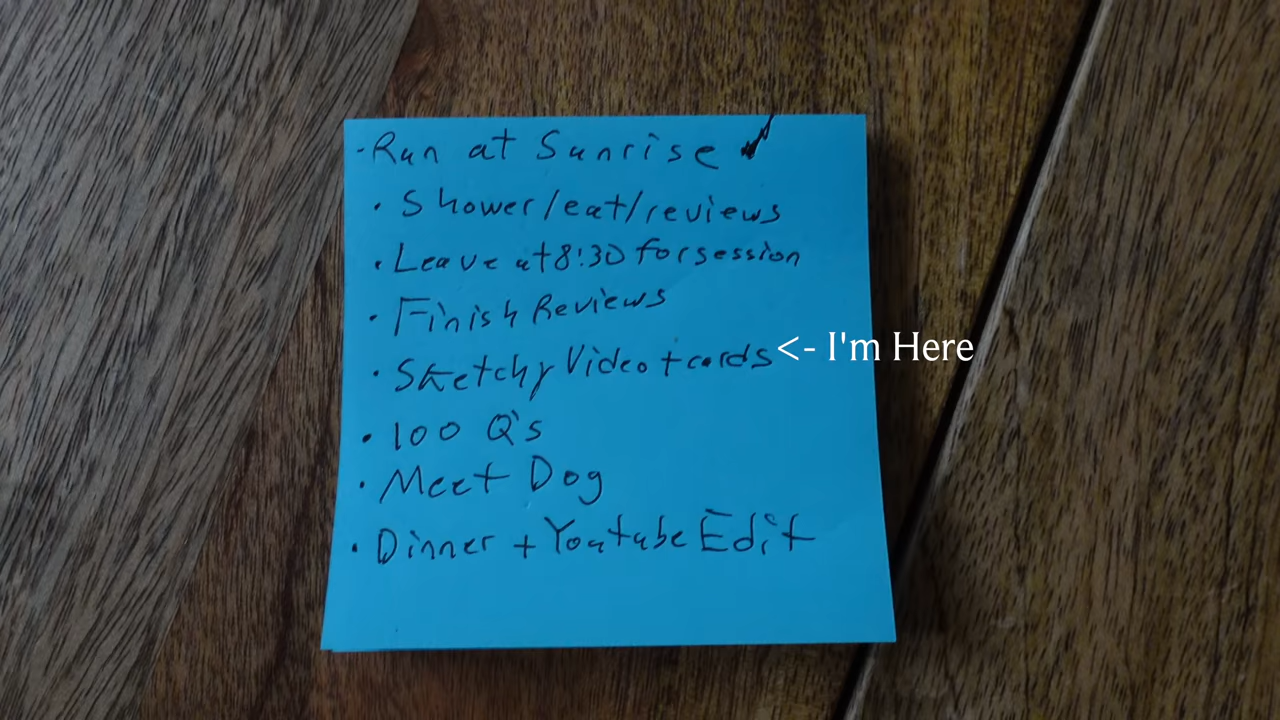 -Run at Sunrise ✓
• Shower/eat/reviews
• Leave at 8:30 for session
• Finish Reviews
• Sketchy Video + cards <- I'm Here
• 100 Q's
• Meet Dog
• Dinner + Youtube Edit